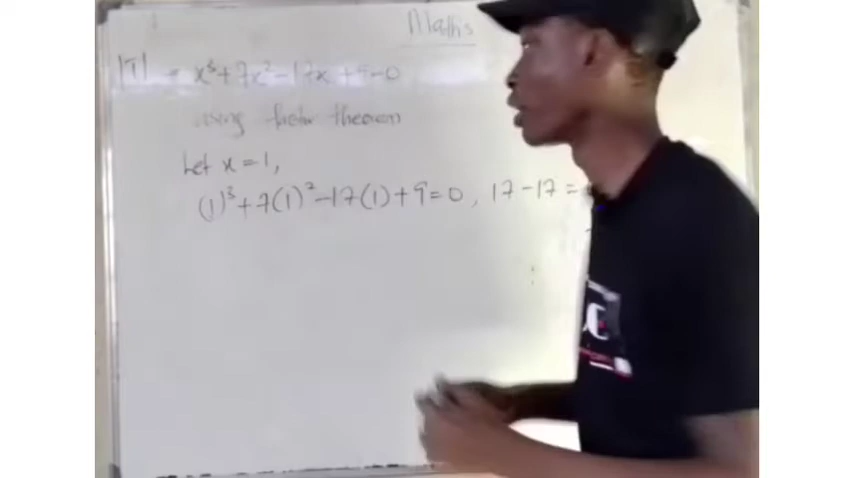 Maths
|T| = x³+7x²-17x+9=0
using factor theorem
Let x=1,
(1)³+7(1)²-17(1)+9=0, 17-17=